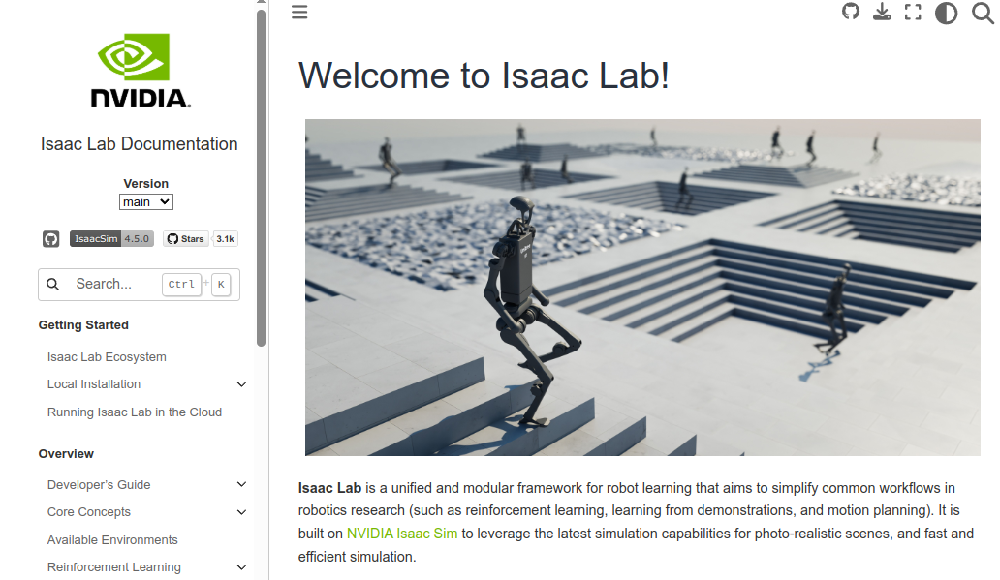 NVIDIA.
Isaac Lab Documentation
Version
main
IsaacSim 4.5.0 Stars 3.1k
Search... Ctrl + K
Getting Started
Isaac Lab Ecosystem
Local Installation
Running Isaac Lab in the Cloud
Overview
Developer’s Guide
Core Concepts
Available Environments
Reinforcement Learning
Welcome to Isaac Lab!
Isaac Lab is a unified and modular framework for robot learning that aims to simplify common workflows in
robotics research (such as reinforcement learning, learning from demonstrations, and motion planning). It is
built on NVIDIA Isaac Sim to leverage the latest simulation capabilities for photo-realistic scenes, and fast and
efficient simulation.